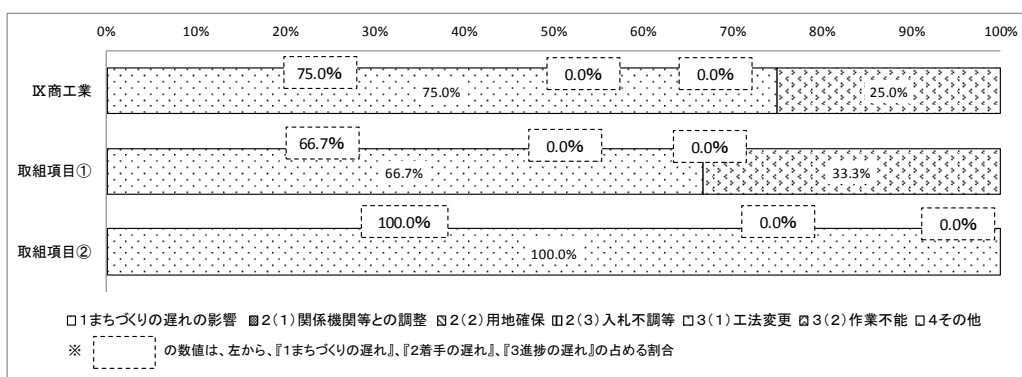 0% 10% 20% 30% 40% 50% 60% 70% 80% 90% 100%
Ⅸ商工業
75.0% 0.0% 0.0%
75.0% 25.0%
取組項目①
66.7% 0.0% 0.0%
66.7% 33.3%
取組項目②
100.0% 0.0% 0.0%
100.0%
1まちづくりの遅れの影響 2(1)関係機関等との調整 2(2)用地確保 2(3)入札不調等 3(1)工法変更 3(2)作業不能 4その他
※ の数値は、左から、『1まちづくりの遅れ』、『2着手の遅れ』、『3進捗の遅れ』の占める割合